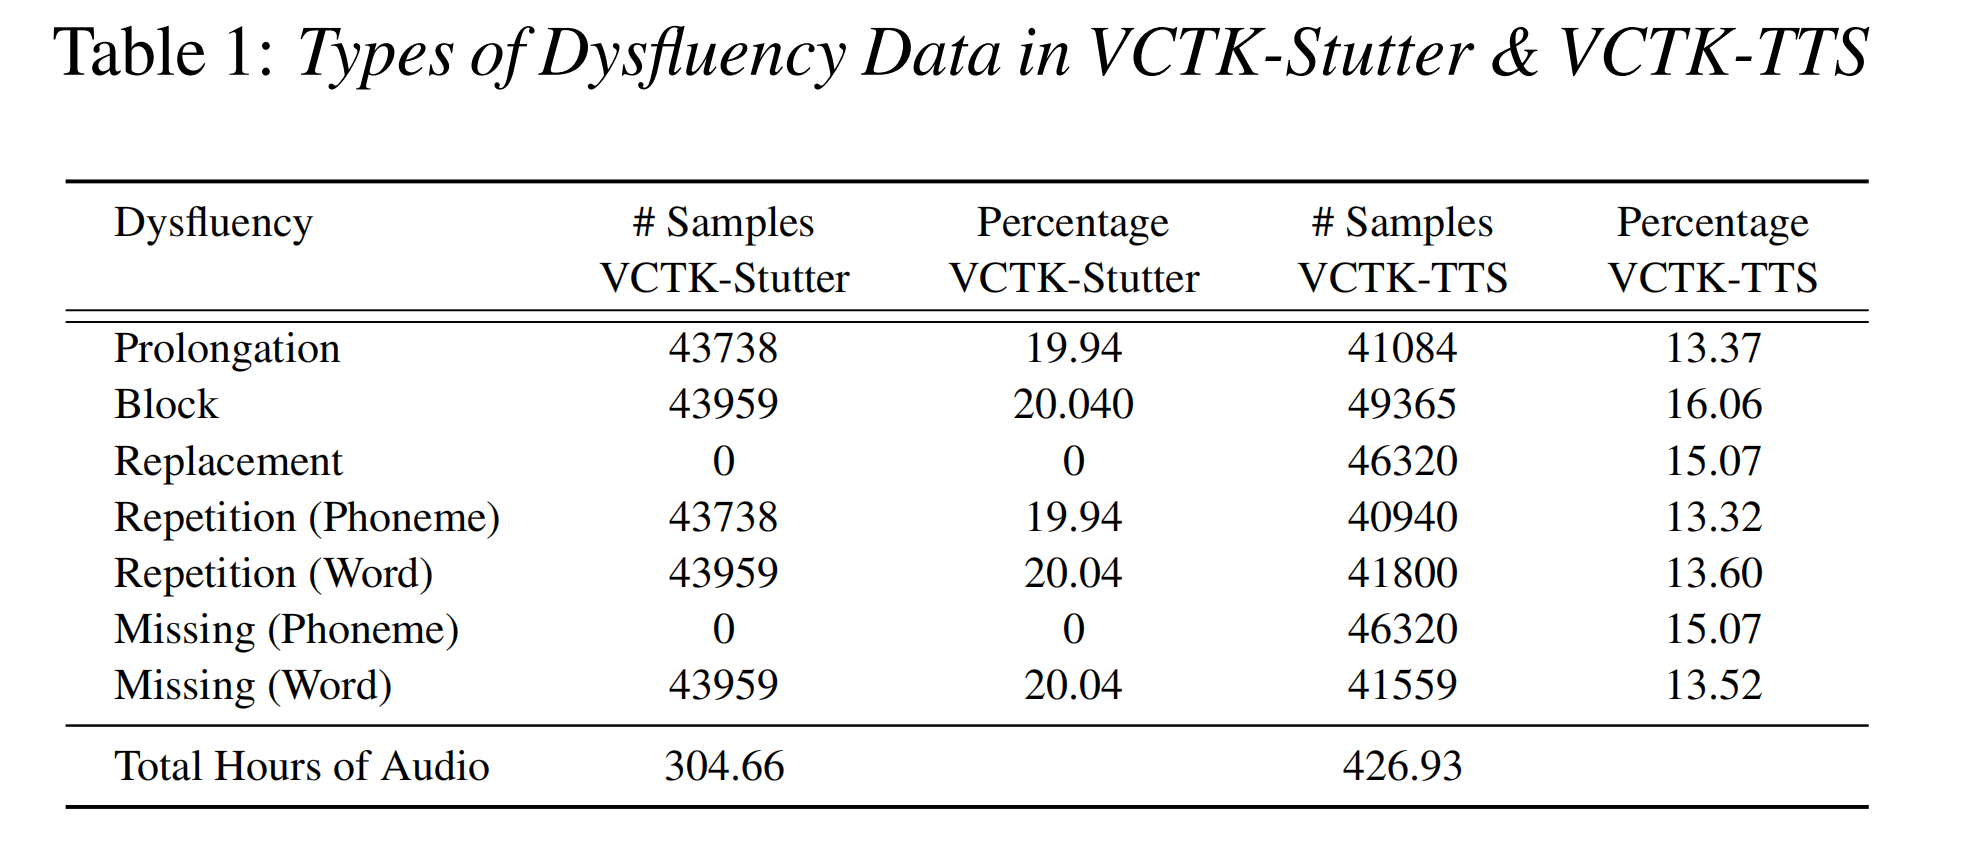 Table 1: Types of Dysfluency Data in VCTK-Stutter & VCTK-TTS
Dysfluency # Samples Percentage # Samples Percentage
VCTK-Stutter VCTK-Stutter VCTK-TTS VCTK-TTS
Prolongation 43738 19.94 41084 13.37
Block 43959 20.040 49365 16.06
Replacement 0 0 46320 15.07
Repetition (Phoneme) 43738 19.94 40940 13.32
Repetition (Word) 43959 20.04 41800 13.60
Missing (Phoneme) 0 0 46320 15.07
Missing (Word) 43959 20.04 41559 13.52
Total Hours of Audio 304.66 426.93